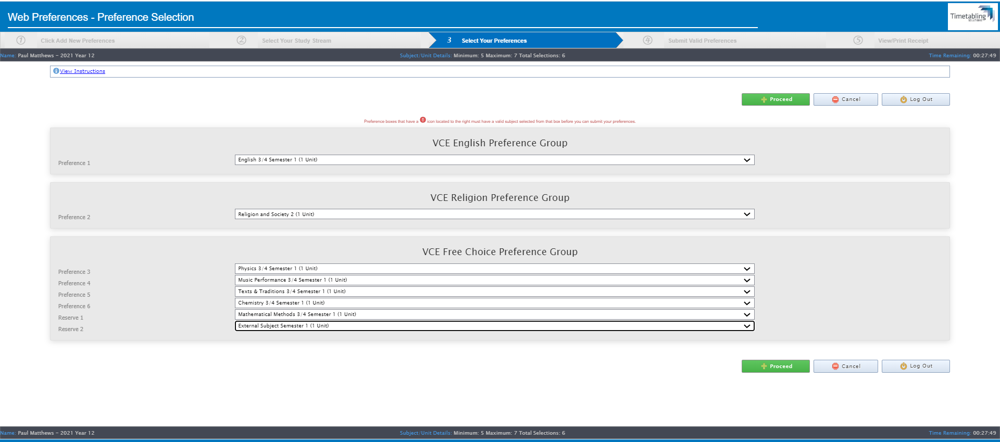 Web Preferences - Preference Selection
Timetabling
SOLUTIONS
1 Click Add New Preferences 2 Select Your Study Stream 3 Select Your Preferences 4 Submit Valid Preferences 5 View/Print Receipt
Name: Paul Matthews - 2021 Year 12 Subject/Unit Details: Minimum: 5 Maximum: 7 Total Selections: 6 Time Remaining: 00:27:49
View Instructions
Proceed Cancel Log Out
Preference boxes that have a icon located to the right must have a valid subject selected from that box before you can submit your preferences.
VCE English Preference Group
Preference 1 English 3/4 Semester 1 (1 Unit)
VCE Religion Preference Group
Preference 2 Religion and Society 2 (1 Unit)
VCE Free Choice Preference Group
Preference 3 Physics 3/4 Semester 1 (1 Unit)
Preference 4 Music Performance 3/4 Semester 1 (1 Unit)
Preference 5 Texts & Traditions 3/4 Semester 1 (1 Unit)
Preference 6 Chemistry 3/4 Semester 1 (1 Unit)
Reserve 1 Mathematical Methods 3/4 Semester 1 (1 Unit)
Reserve 2 External Subject Semester 1 (1 Unit)
Proceed Cancel Log Out
Name: Paul Matthews - 2021 Year 12 Subject/Unit Details: Minimum: 5 Maximum: 7 Total Selections: 6 Time Remaining: 00:27:49